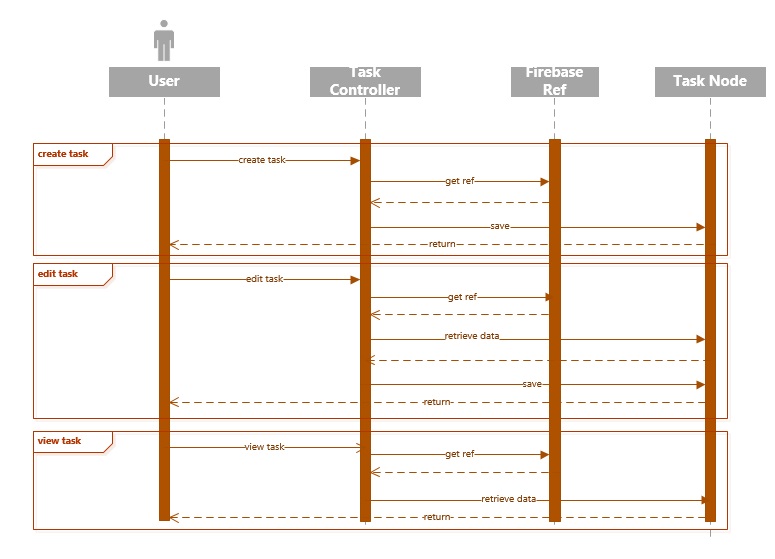 User
Task
Controller
Firebase
Ref
Task Node
create task
create task
get ref
save
return
edit task
edit task
get ref
retrieve data
save
return
view task
view task
get ref
retrieve data
return